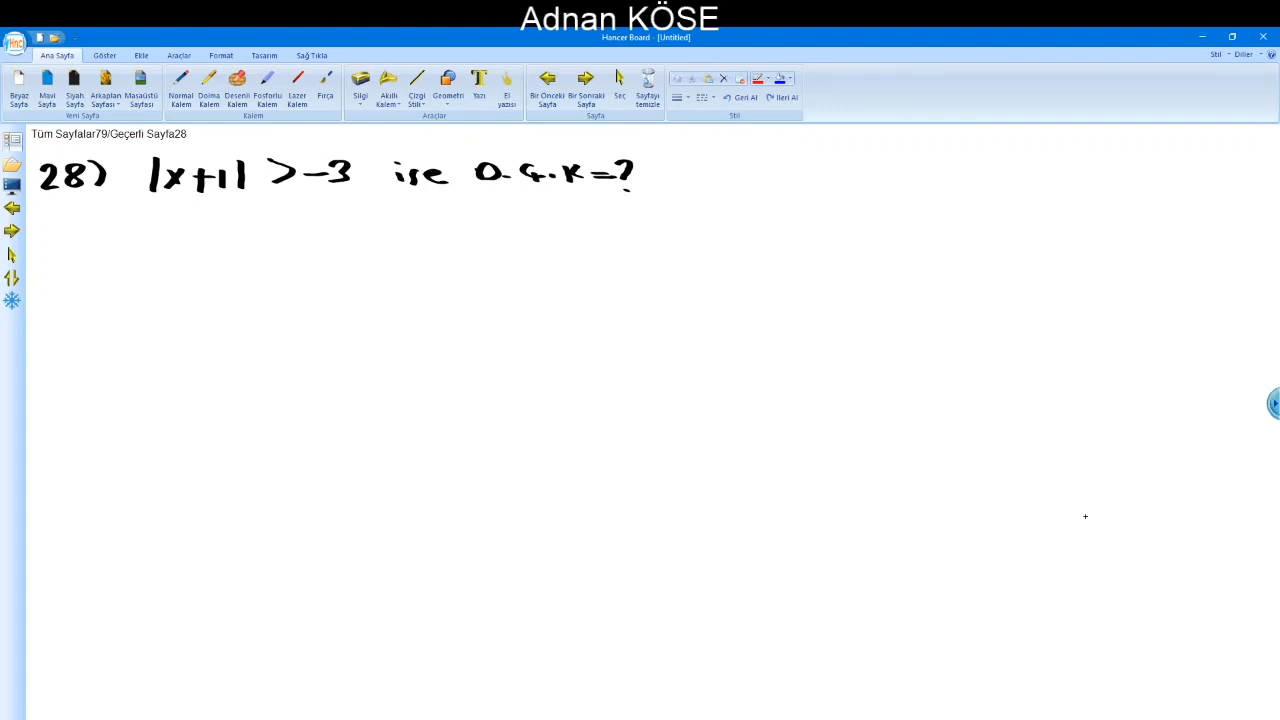 Adnan KÖSE
Hancer Board - [Untitled]
Hnc
Ana Sayfa Göster Ekle Araçlar Format Tasarım Sağ Tıkla Stil Diller
Beyaz Sayfa Mavi Sayfa Siyah Sayfa Arkaplan Sayfası Masaüstü Sayfası Normal Kalem Dolma Kalem Desenli Kalem Fosforlu Kalem Lazer Kalem Fırça Silgi Akıllı Kalem Çizgi Stili Geometri Yazı El yazısı Bir Önceki Sayfa Bir Sonraki Sayfa Seç Sayfayı temizle Geri Al İleri Al
Yeni Sayfa Kalem Araçlar Sayfa Stil
Tüm Sayfalar79/Geçerli Sayfa28
28) |x+1| > -3 ise D.Ç.K=?